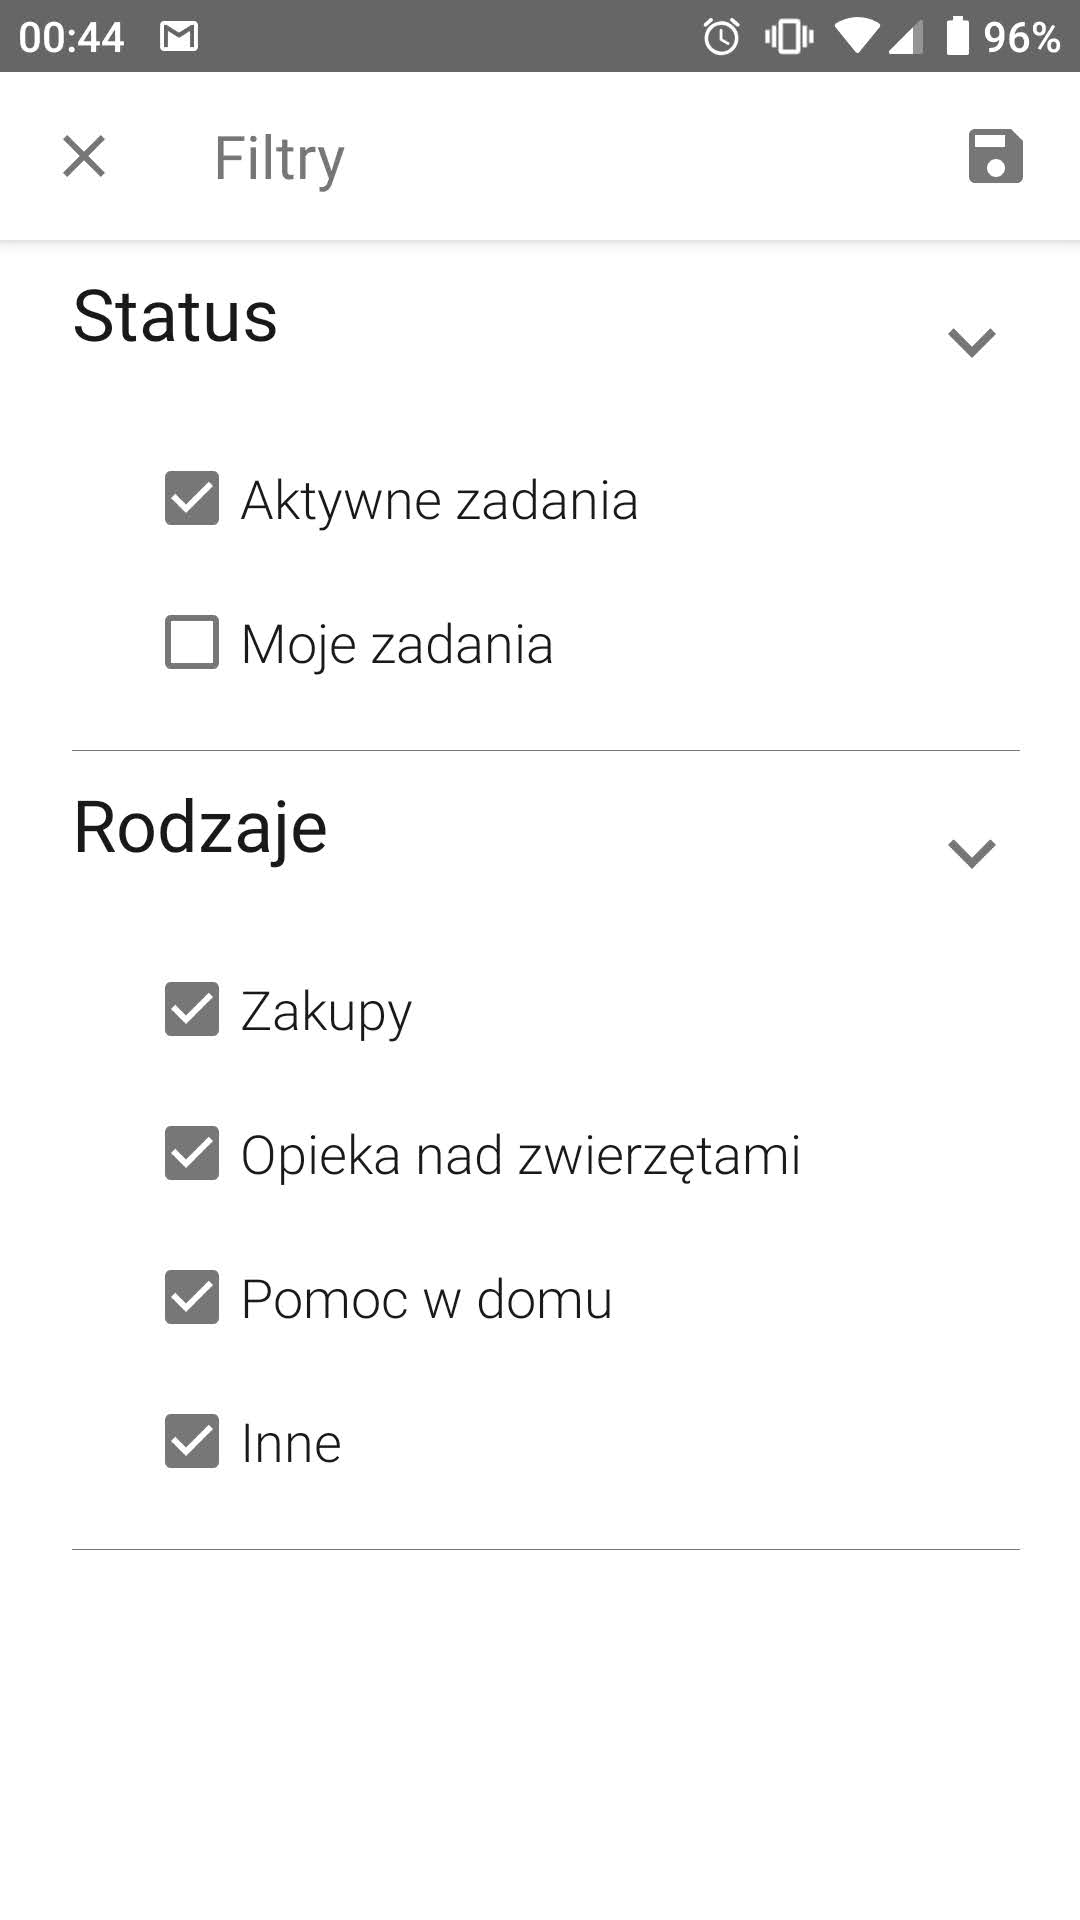 00:44 96%
Filtry
Status
Aktywne zadania
Moje zadania
Rodzaje
Zakupy
Opieka nad zwierzętami
Pomoc w domu
Inne